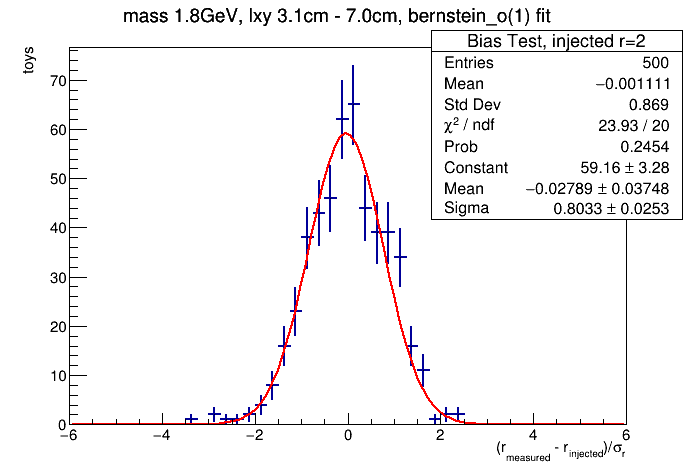 mass 1.8GeV, lxy 3.1cm - 7.0cm, bernstein_o(1) fit
Bias Test, injected r=2
Entries 500
Mean −0.001111
Std Dev 0.869
χ² / ndf 23.93 / 20
Prob 0.2454
Constant 59.16 ± 3.28
Mean −0.02789 ± 0.03748
Sigma 0.8033 ± 0.0253
toys
70
60
50
40
30
20
10
0
−6 −4 −2 0 2 4 6
(r_measured - r_injected)/σ_r